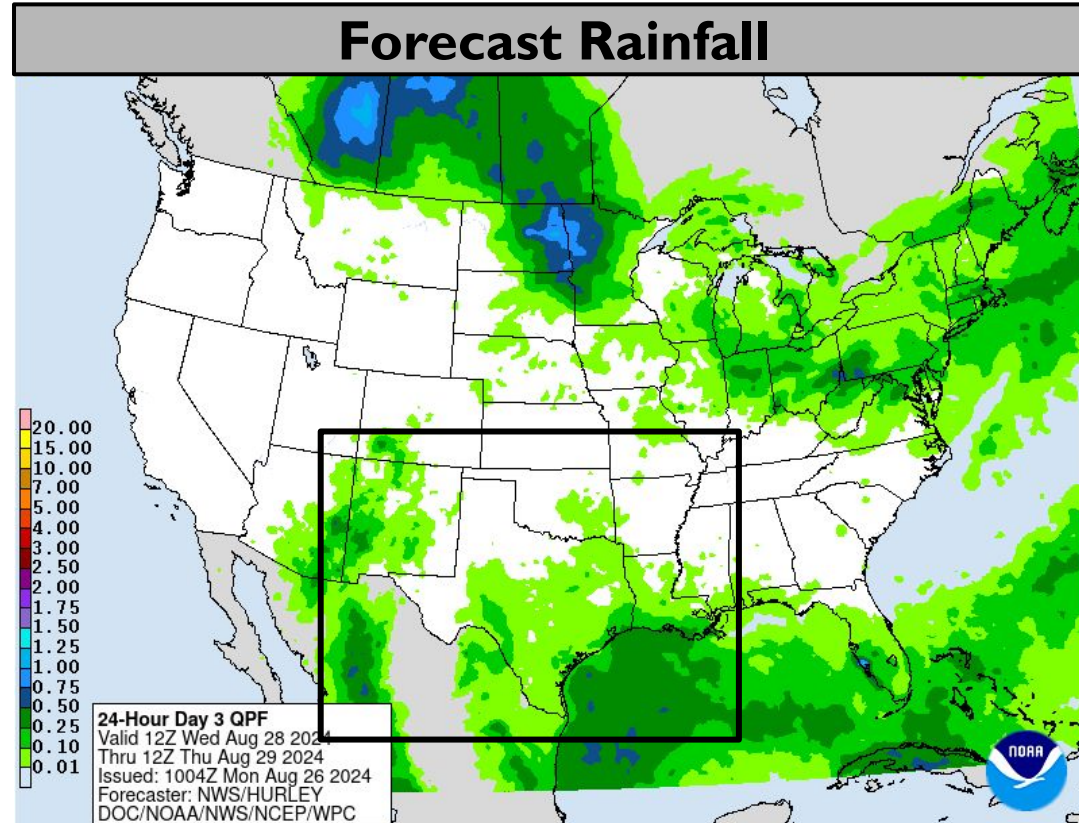 Forecast Rainfall
20.00
15.00
10.00
7.00
5.00
4.00
3.00
2.50
2.00
1.75
1.50
1.25
1.00
0.75
0.50
0.25
0.10
0.01
24-Hour Day 3 QPF
Valid 12Z Wed Aug 28 2024
Thru 12Z Thu Aug 29 2024
Issued: 1004Z Mon Aug 26 2024
Forecaster: NWS/HURLEY
DOC/NOAA/NWS/NCEP/WPC
NOAA